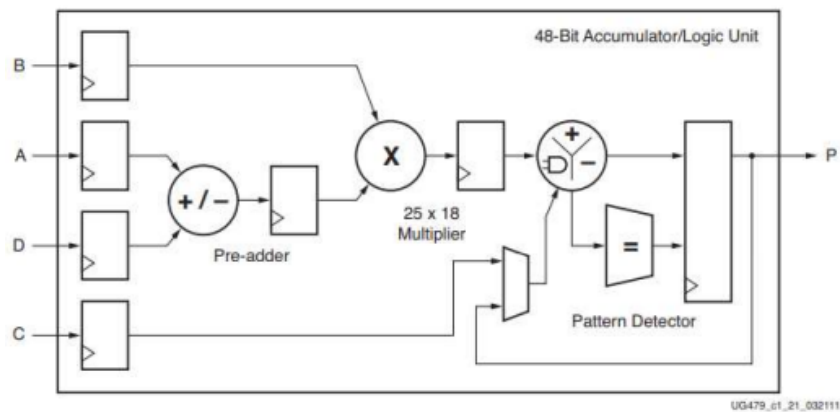 48-Bit Accumulator/Logic Unit
B
A
+ / −
D
Pre-adder
X
25 x 18
Multiplier
+
−
P
=
Pattern Detector
C
UG479_c1_21_032111